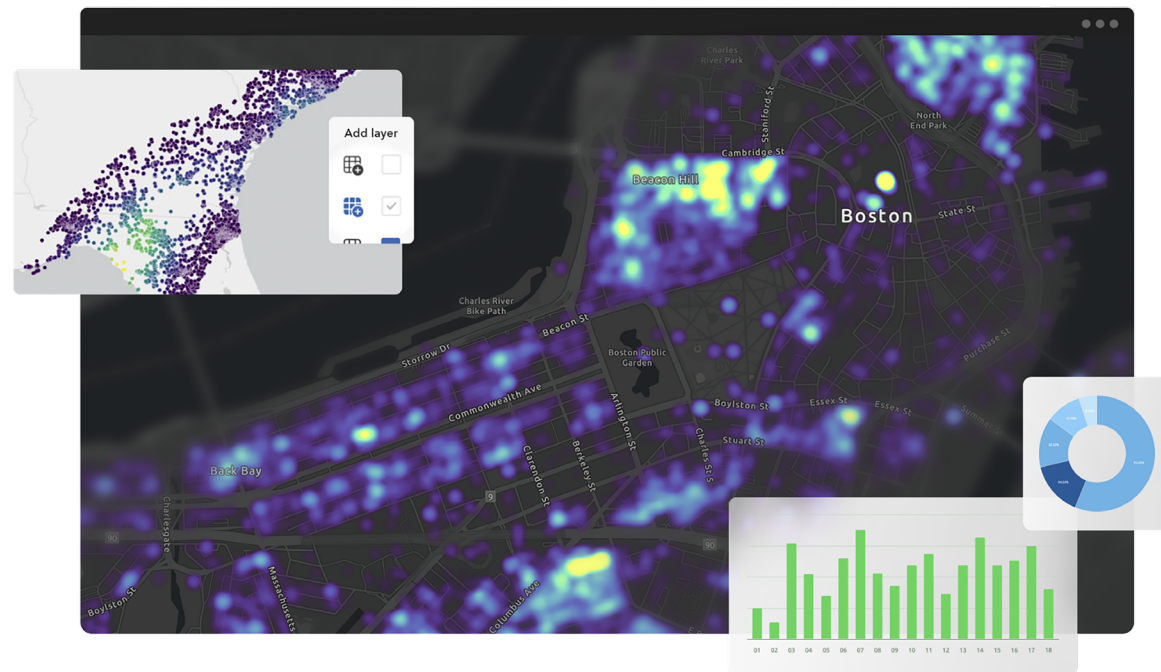 Charles
River Park
Add layer
Staniford St
North
End Park
Cambridge St
Beacon Hill
Boston
State St
Charles River
Bike Path
Beacon St
Storrow Dr
Boston Public
Garden
Purchase St
Commonwealth Ave
Arlington St
Boylston St
Essex St
Essex St
Summer
Charles St S
Stuart St
Berkeley St
Clarendon St
Back Bay
9
Charlesgate
90
90
Massachusetts
Columbus Ave
Boylston St
01 02 03 04 05 06 07 08 09 10 11 12 13 14 15 16 17 18